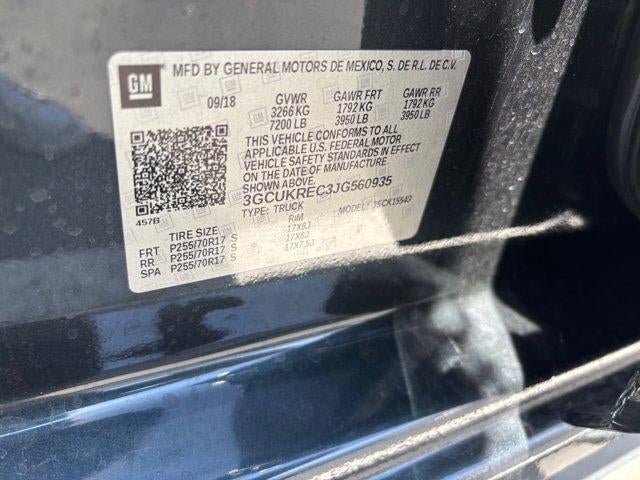 GM
MFD BY GENERAL MOTORS DE MEXICO, S. DE R.L. DE C.V.
09/18 GVWR GAWR FRT GAWR RR
3266 KG 1792 KG 1792 KG
7200 LB 3950 LB 3950 LB
THIS VEHICLE CONFORMS TO ALL
APPLICABLE U.S. FEDERAL MOTOR
VEHICLE SAFETY STANDARDS IN EFFECT
ON THE DATE OF MANUFACTURE
SHOWN ABOVE.
3GCUKREC3JG560935
TYPE: TRUCK MODEL:
457B
TIRE SIZE RIM
FRT P255/70R17 S 17X8J
RR P255/70R17 S 17X8J
SPA P255/70R17 S 17X7.5J